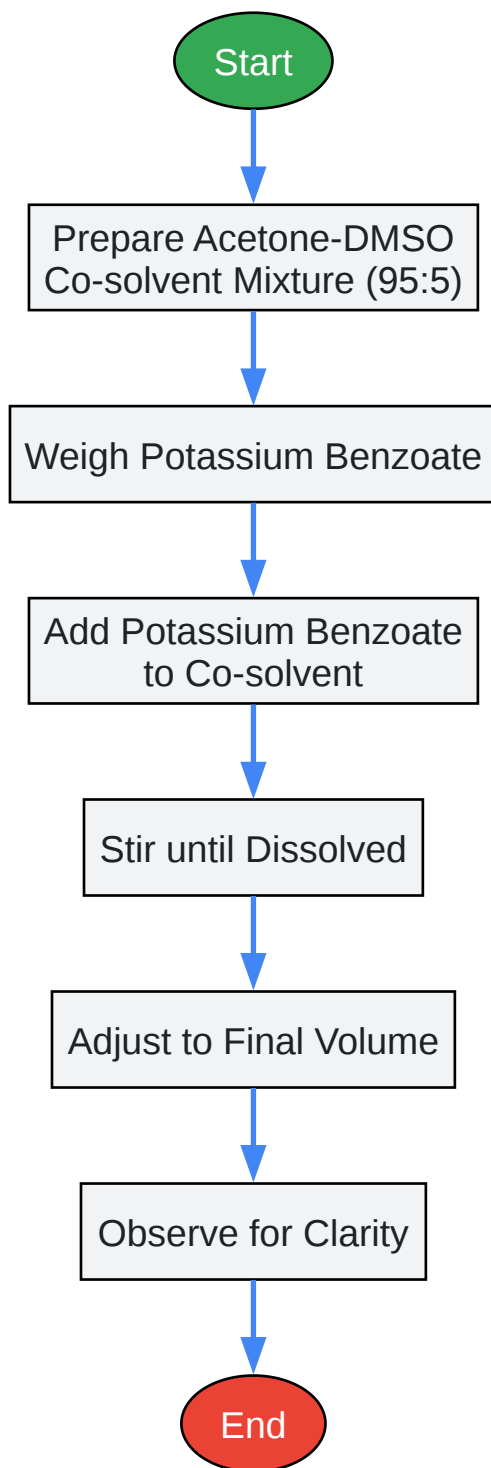 Start
Prepare Acetone-DMSO
Co-solvent Mixture (95:5)
Weigh Potassium Benzoate
Add Potassium Benzoate
to Co-solvent
Stir until Dissolved
Adjust to Final Volume
Observe for Clarity
End